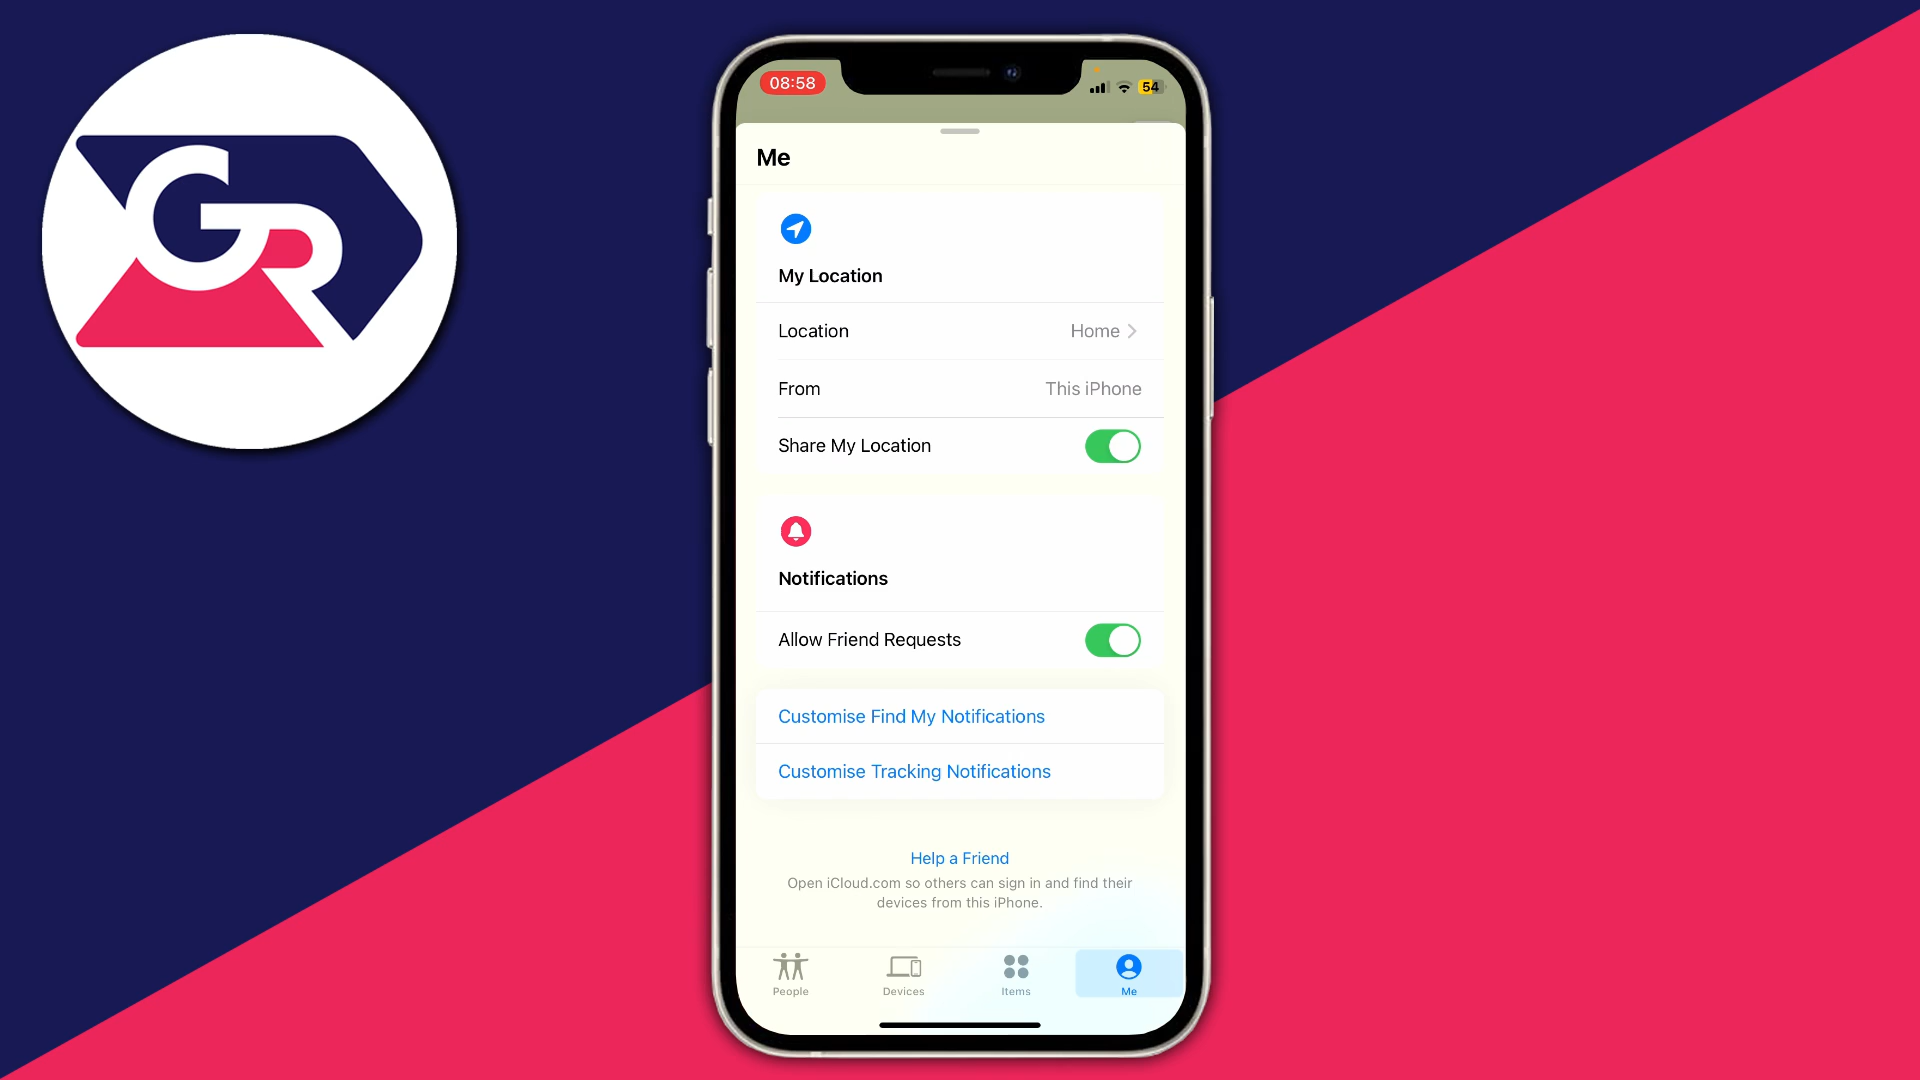 GR
08:58
54
Me
My Location
Location Home
From This iPhone
Share My Location
Notifications
Allow Friend Requests
Customise Find My Notifications
Customise Tracking Notifications
Help a Friend
Open iCloud.com so others can sign in and find their
devices from this iPhone.
People Devices Items Me